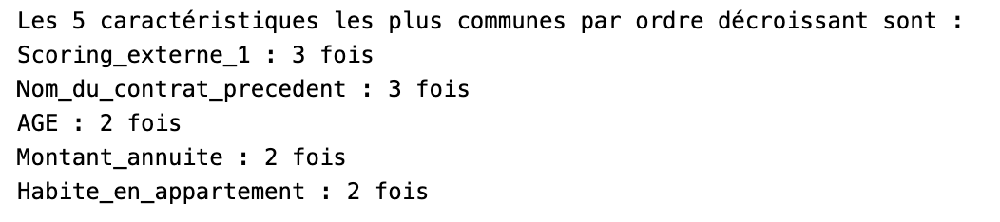 Les 5 caractéristiques les plus communes par ordre décroissant sont :
Scoring_externe_1 : 3 fois
Nom_du_contrat_precedent : 3 fois
AGE : 2 fois
Montant_annuite : 2 fois
Habite_en_appartement : 2 fois